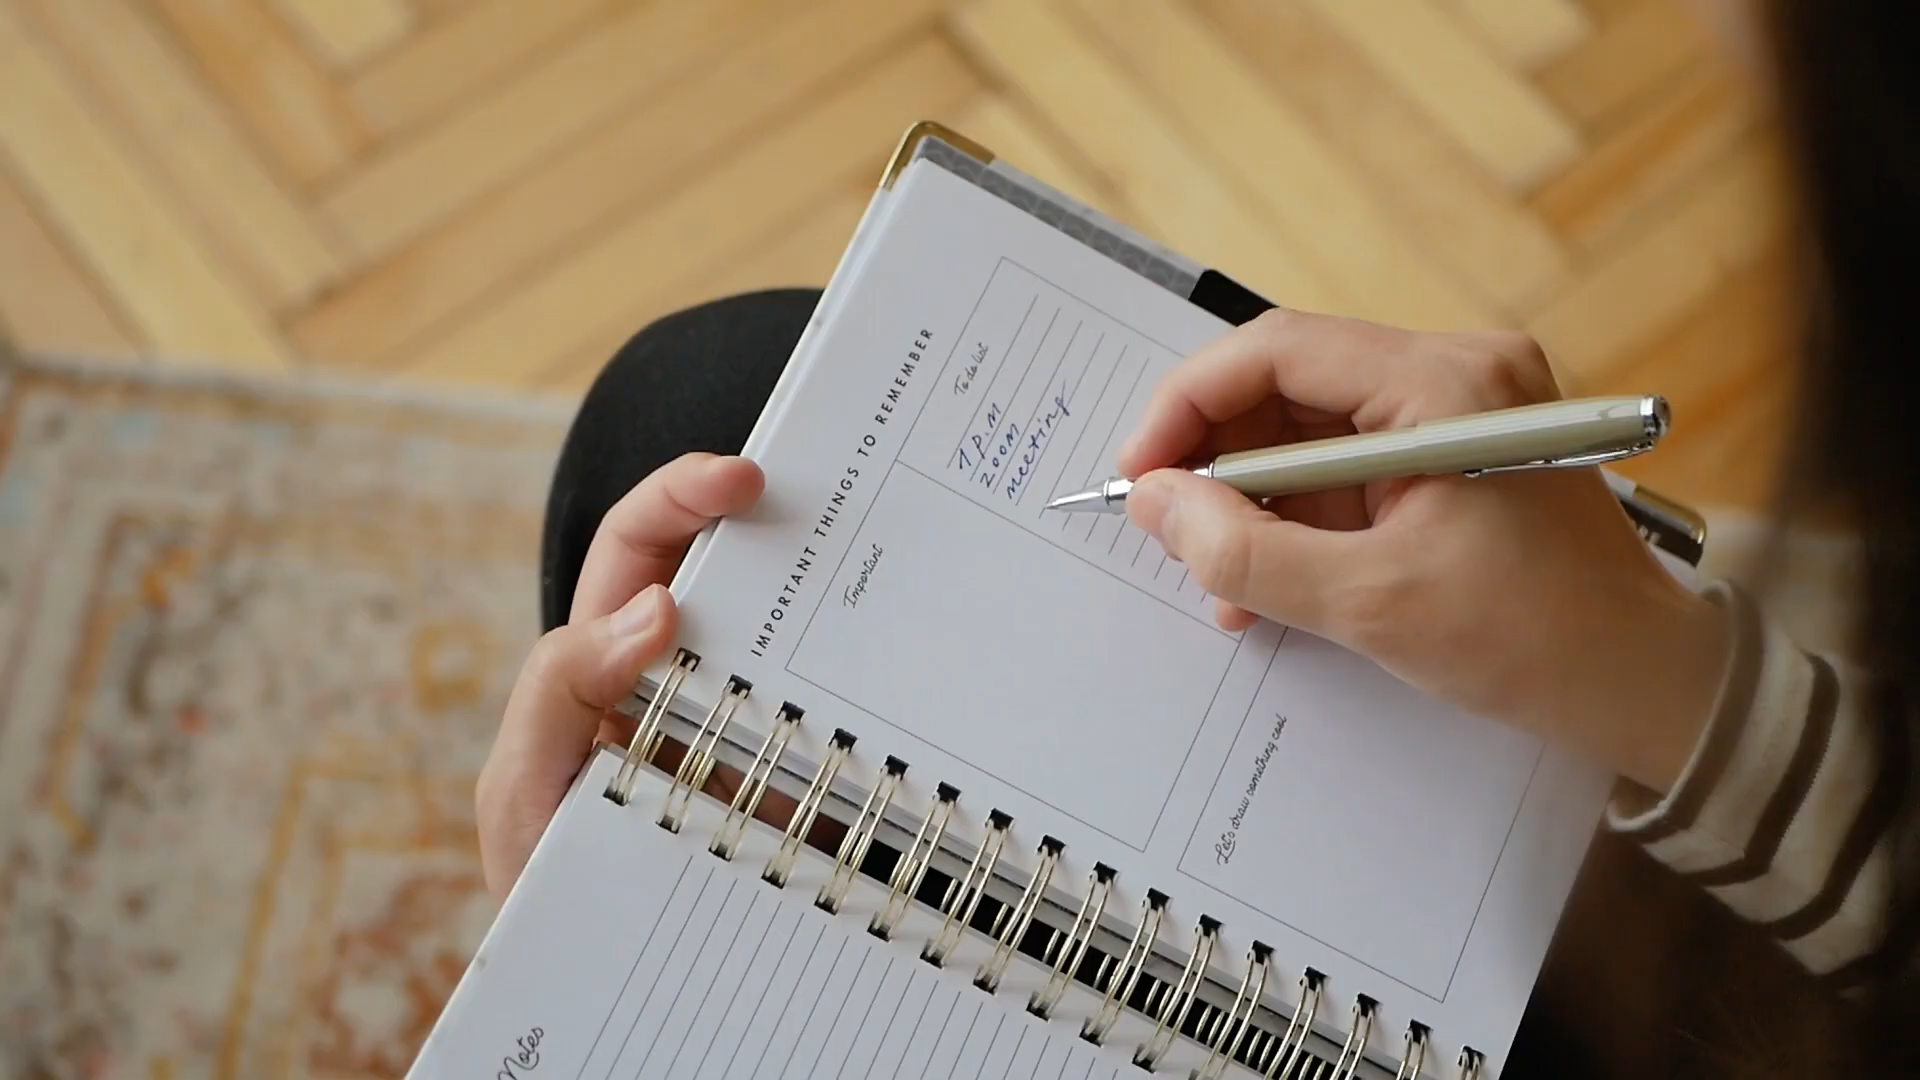 IMPORTANT THINGS TO REMEMBER
To do list
1 p.m
zoom
meeting
Important
Let's draw something cool
Notes